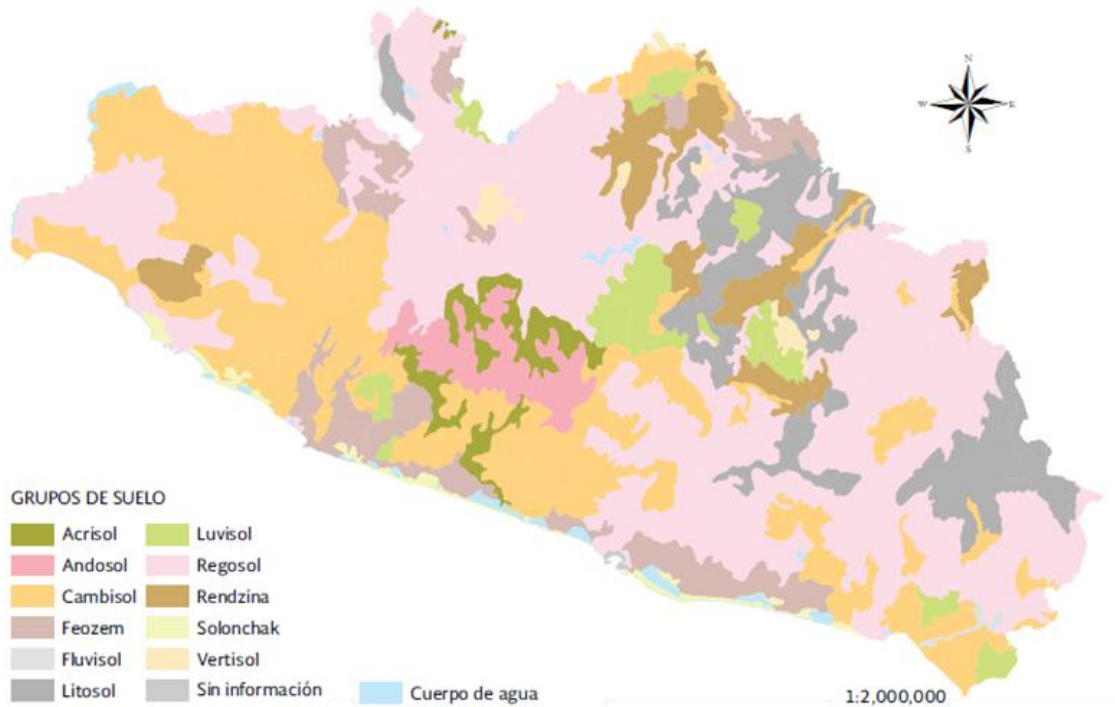 N
W E
S
GRUPOS DE SUELO
Acrisol Luvisol
Andosol Regosol
Cambisol Rendzina
Feozem Solonchak
Fluvisol Vertisol
Litosol Sin información Cuerpo de agua 1:2,000,000